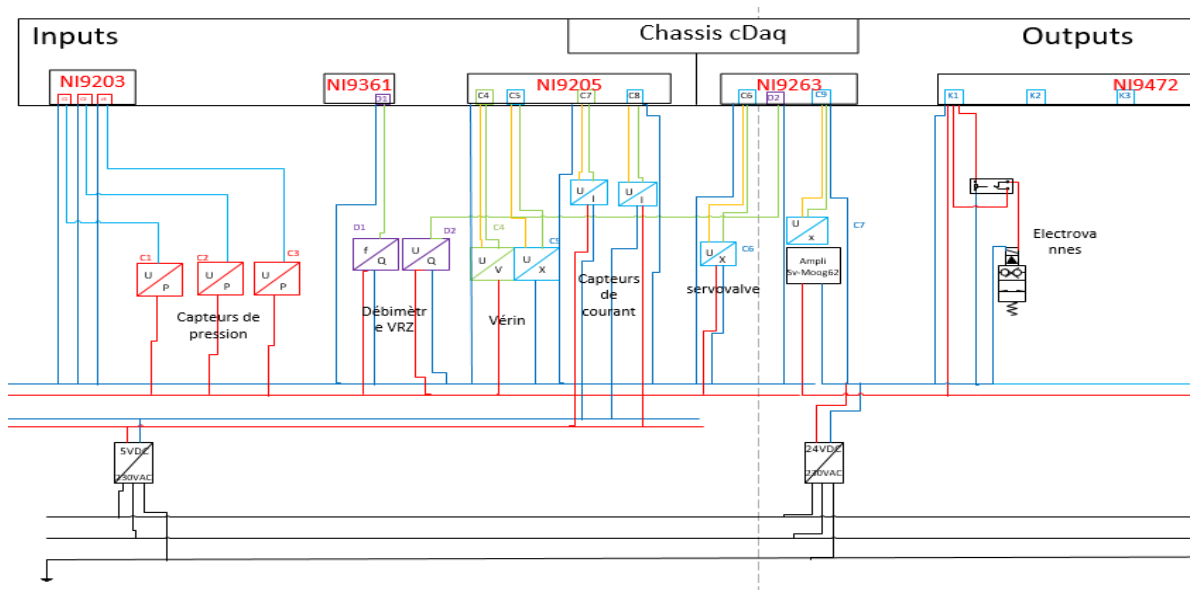 Inputs
Chassis cDaq
Outputs
NI9203
NI9361
NI9205
NI9263
NI9472
D1
C4
C5
C7
C8
C6
D2
C9
K1
K2
K3
U
I
U
I
D1
D2
C4
C5
C6
C7
C1
C2
C3
U
P
U
P
U
P
f
Q
U
Q
U
V
U
X
U
X
U
x
Ampli
Sv-Moog62
Capteurs de
pression
Débimètr
e VRZ
Vérin
Capteurs
de
courant
servovalve
Electrova
nnes
5VDC
230VAC
24VDC
230VAC